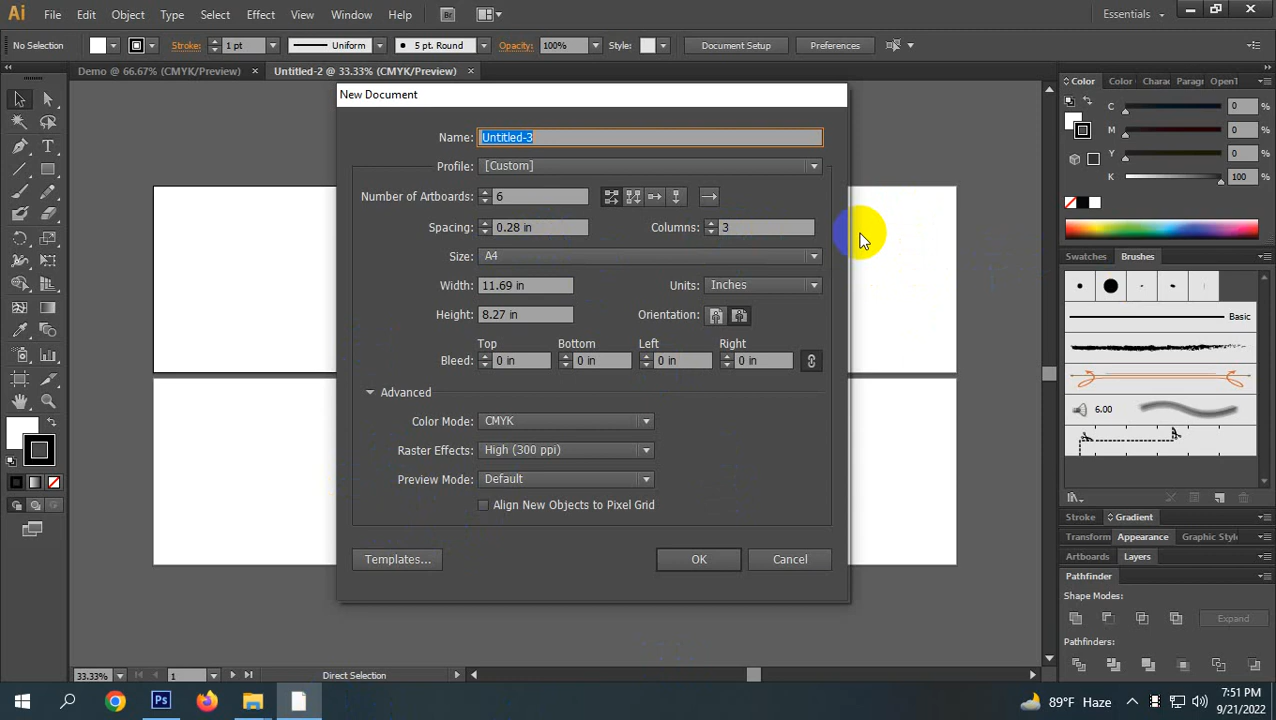 Ai File Edit Object Type Select Effect View Window Help Br Essentials
No Selection Stroke: 1 pt Uniform 5 pt. Round Opacity: 100% Style: Document Setup Preferences
Demo @ 66.67% (CMYK/Preview) Untitled-2 @ 33.33% (CMYK/Preview)
New Document
Name: Untitled-3
Profile: [Custom]
Number of Artboards: 6
Spacing: 0.28 in Columns: 3
Size: A4
Width: 11.69 in Units: Inches
Height: 8.27 in Orientation:
Top Bottom Left Right
Bleed: 0 in 0 in 0 in 0 in
Advanced
Color Mode: CMYK
Raster Effects: High (300 ppi)
Preview Mode: Default
Align New Objects to Pixel Grid
Templates... OK Cancel
Color Color Charac Paragr OpenT
C 0 %
M 0 %
Y 0 %
K 100 %
Swatches Brushes
Basic
6.00
Stroke Gradient
Transform Appearance Graphic Style
Artboards Layers
Pathfinder
Shape Modes:
Expand
Pathfinders:
33.33% 1 Direct Selection
Ps 89°F Haze 7:51 PM
9/21/2022